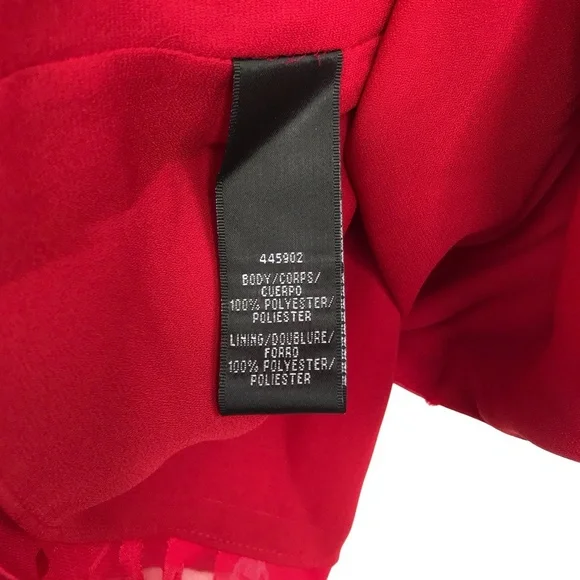 445902
BODY/CORPS/
CUERPO
100% POLYESTER/
POLIESTER
LINING/DOUBLURE/
FORRO
100% POLYESTER/
POLIESTER